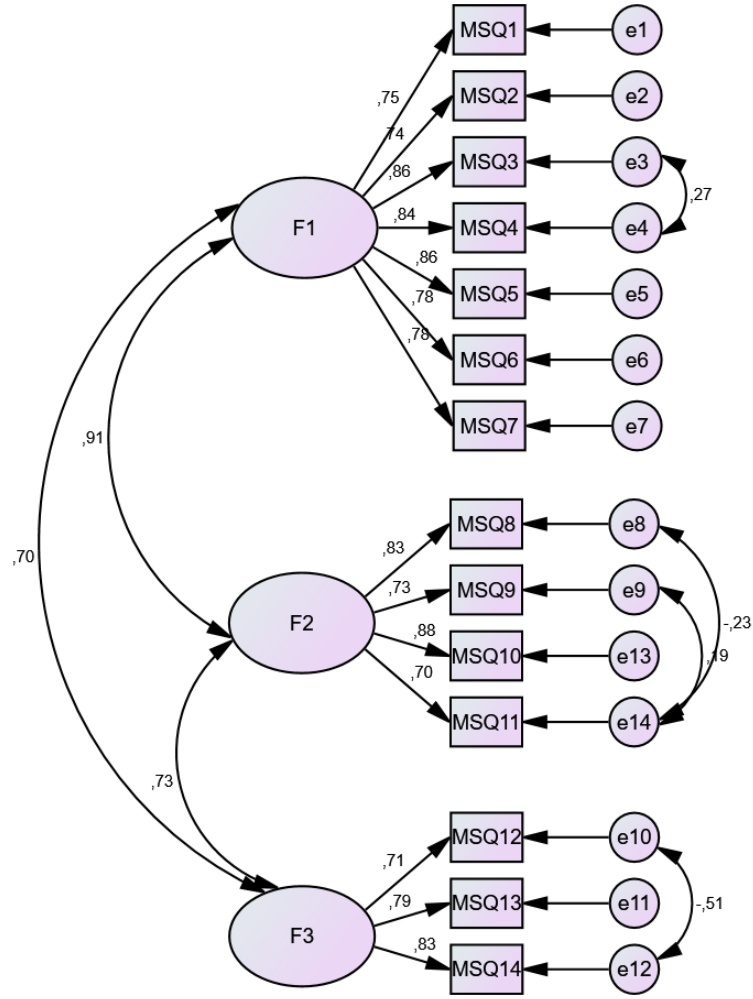 MSQ1 e1
,75
MSQ2 e2
,74
MSQ3 e3
,86
,27
F1 ,84 MSQ4 e4
,86
MSQ5 e5
,78
MSQ6 e6
,78
MSQ7 e7
,91
,70
MSQ8 e8
,83
,73 MSQ9 e9
F2 -,23
,88 MSQ10 e13 ,19
,70
MSQ11 e14
,73
MSQ12 e10
,71
,79 MSQ13 e11 -,51
F3
,83
MSQ14 e12